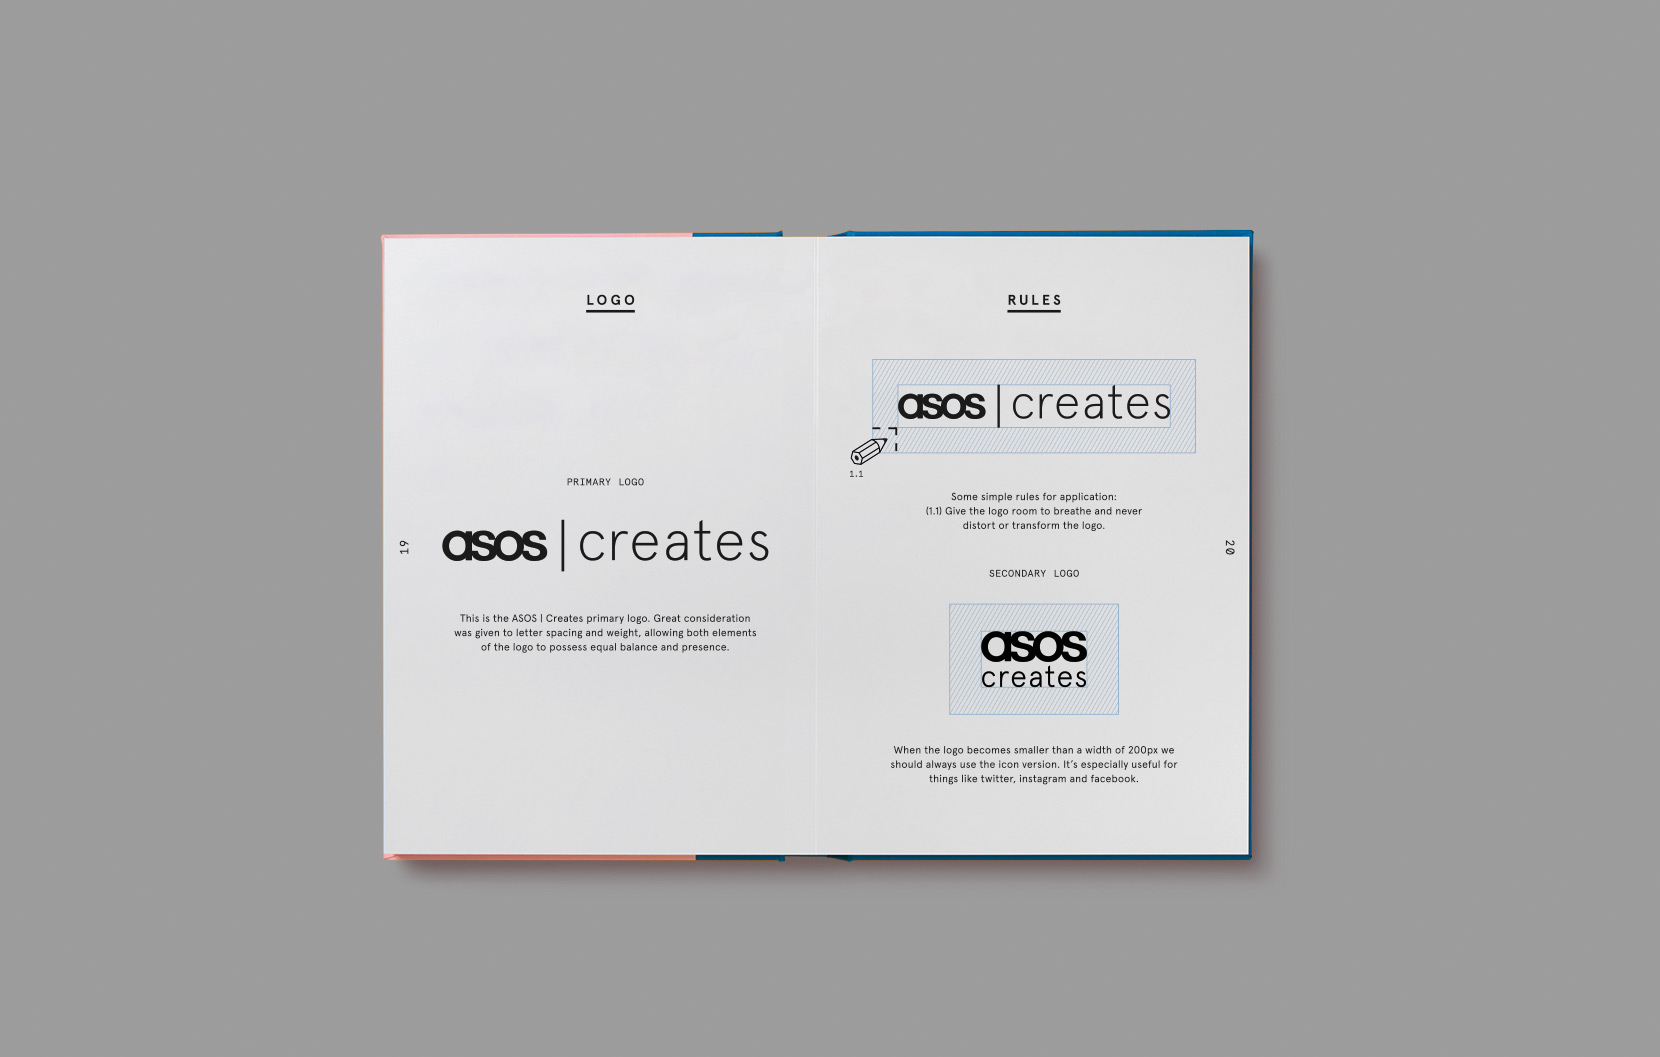 LOGO
PRIMARY LOGO
asos | creates
This is the ASOS | Creates primary logo. Great consideration
was given to letter spacing and weight, allowing both elements
of the logo to possess equal balance and presence.
19
RULES
asos | creates
1.1
Some simple rules for application:
(1.1) Give the logo room to breathe and never
distort or transform the logo.
SECONDARY LOGO
asos
creates
When the logo becomes smaller than a width of 200px we
should always use the icon version. It's especially useful for
things like twitter, instagram and facebook.
20